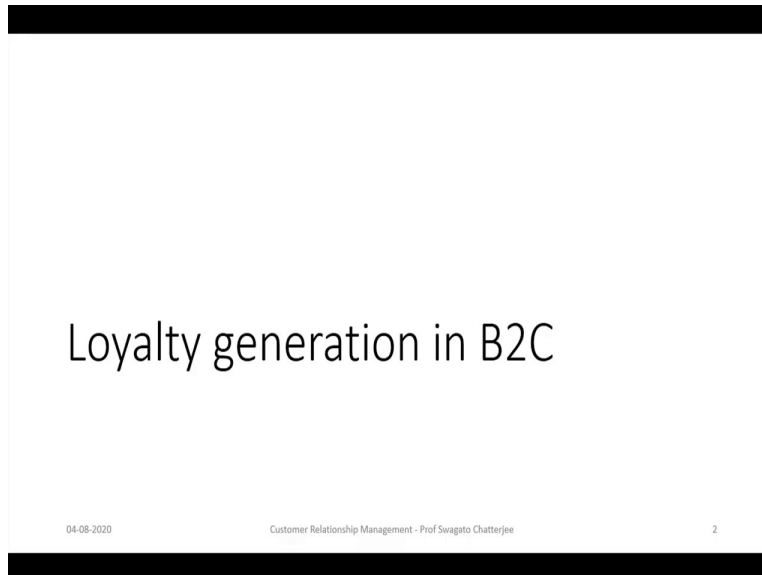 Loyalty generation in B2C
04-08-2020 Customer Relationship Management - Prof Swagato Chatterjee 2